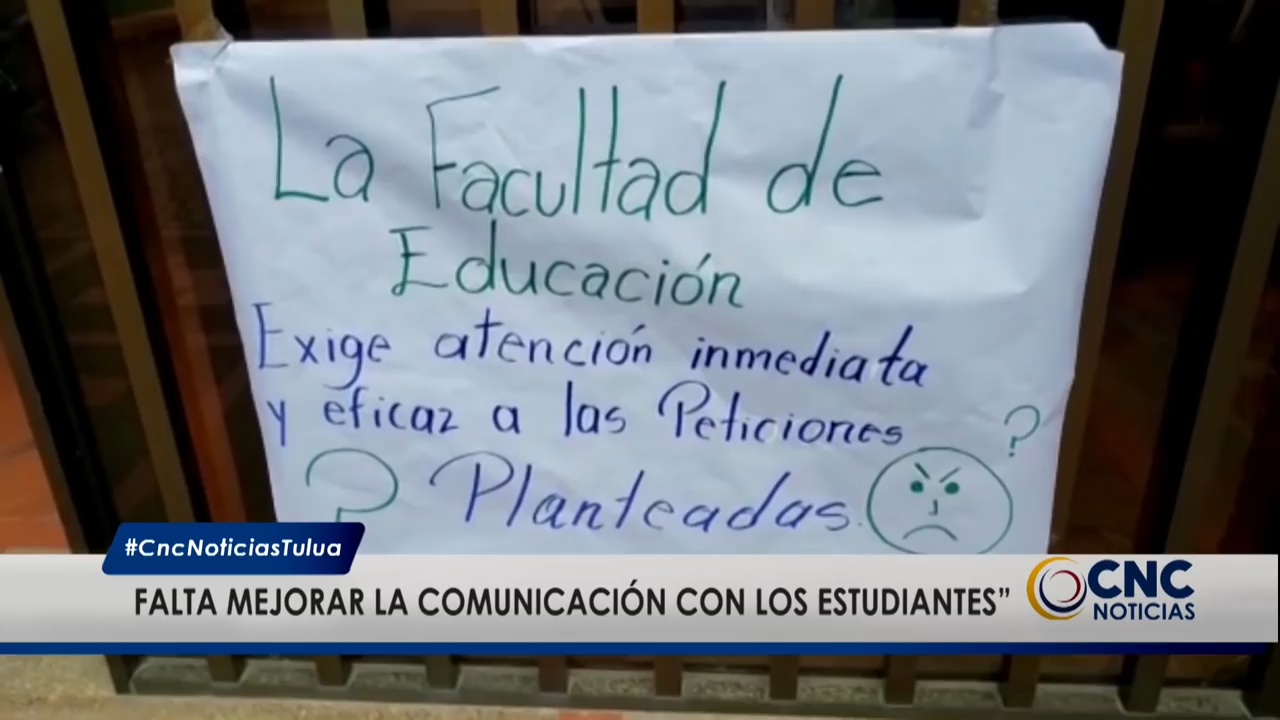 La Facultad de
Educación
Exige atención inmediata
y eficaz a las Peticiones
?
? Planteadas.
#CncNoticiasTulua
FALTA MEJORAR LA COMUNICACIÓN CON LOS ESTUDIANTES”
CNC
NOTICIAS